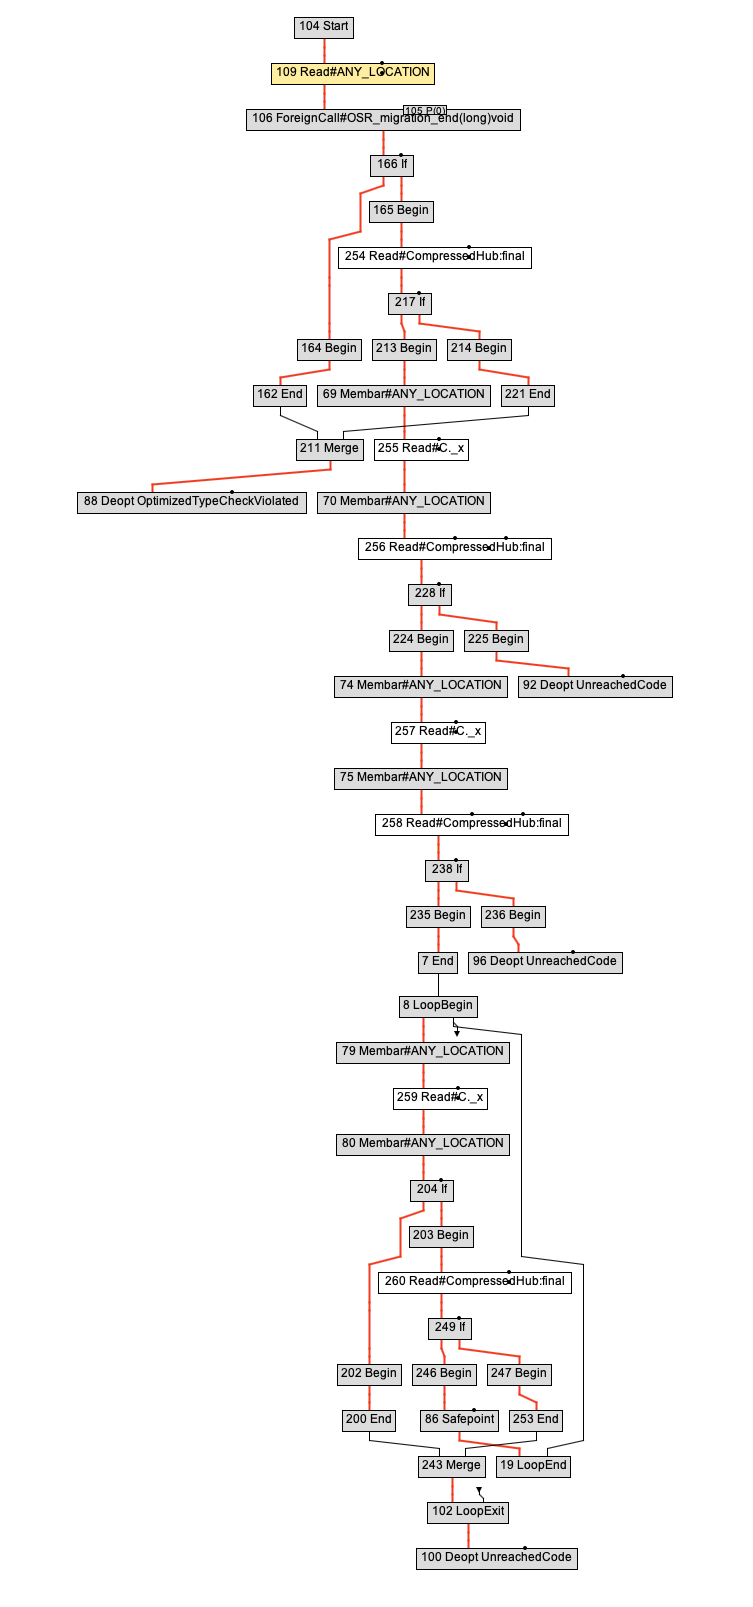 104 Start
109 Read#ANY_LOCATION
105 P(0)
106 ForeignCall#OSR_migration_end(long)void
166 If
165 Begin
254 Read#CompressedHub:final
217 If
164 Begin
213 Begin
214 Begin
162 End
69 Membar#ANY_LOCATION
221 End
211 Merge
255 Read#C._x
88 Deopt OptimizedTypeCheckViolated
70 Membar#ANY_LOCATION
256 Read#CompressedHub:final
228 If
224 Begin
225 Begin
74 Membar#ANY_LOCATION
92 Deopt UnreachedCode
257 Read#C._x
75 Membar#ANY_LOCATION
258 Read#CompressedHub:final
238 If
235 Begin
236 Begin
7 End
96 Deopt UnreachedCode
8 LoopBegin
79 Membar#ANY_LOCATION
259 Read#C._x
80 Membar#ANY_LOCATION
204 If
203 Begin
260 Read#CompressedHub:final
249 If
202 Begin
246 Begin
247 Begin
200 End
86 Safepoint
253 End
243 Merge
19 LoopEnd
102 LoopExit
100 Deopt UnreachedCode